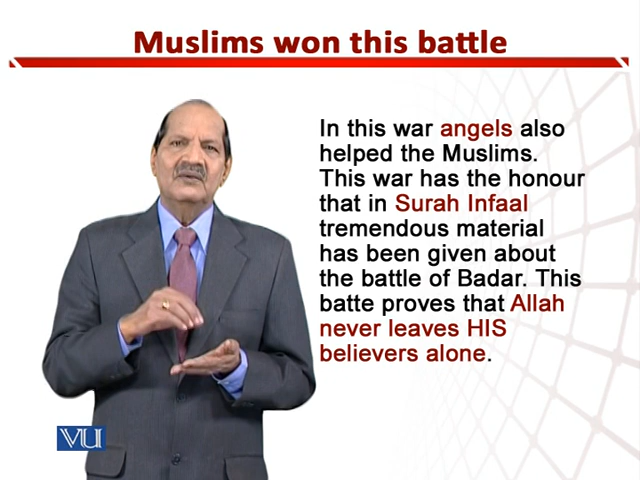 Muslims won this battle
In this war angels also
helped the Muslims.
This war has the honour
that in Surah Infaal
tremendous material
has been given about
the battle of Badar. This
batte proves that Allah
never leaves HIS
believers alone.
VU